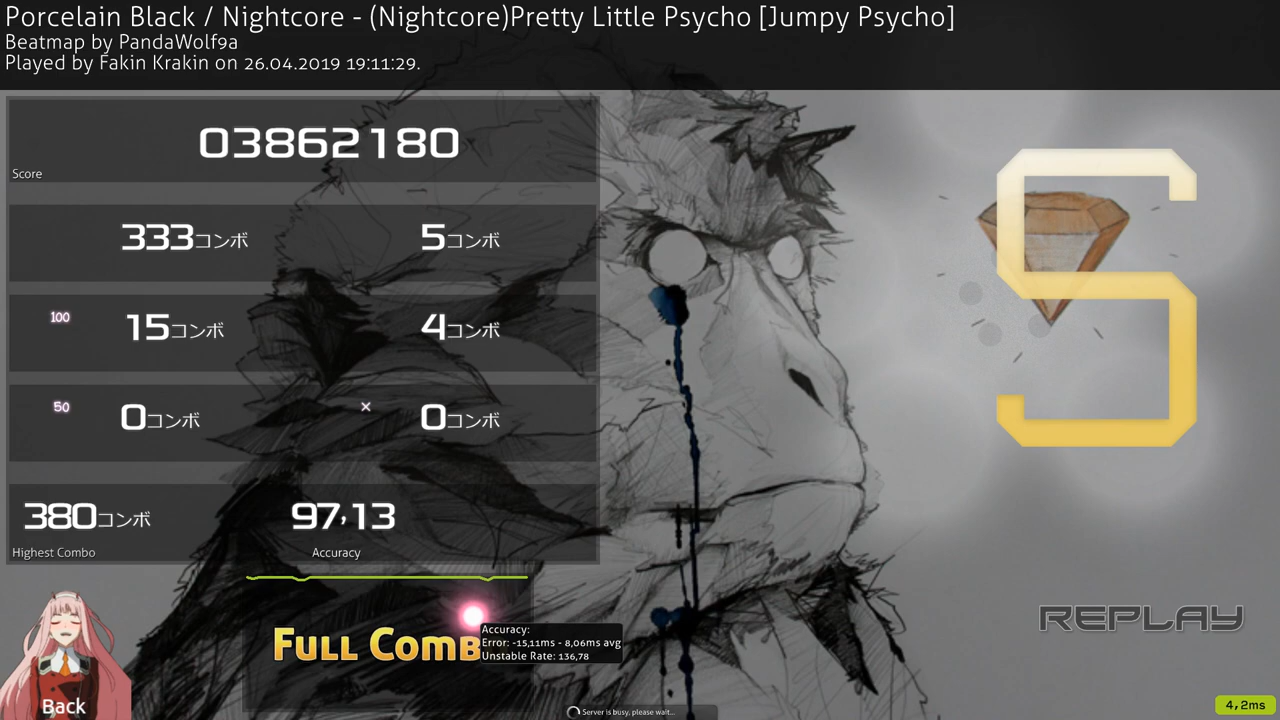 Porcelain Black / Nightcore - (Nightcore)Pretty Little Psycho [Jumpy Psycho]
Beatmap by PandaWolf9a
Played by Fakin Krakin on 26.04.2019 19:11:29.
03862180
Score
333コンボ 5コンボ
100 15コンボ 4コンボ
50 0コンボ × 0コンボ
380コンボ 97,13
Highest Combo Accuracy
S
Full Comb
Accuracy:
Error: -15,11ms - 8,06ms avg
Unstable Rate: 136,78
REPLAY
Back
Server is busy, please wait...
4,2ms